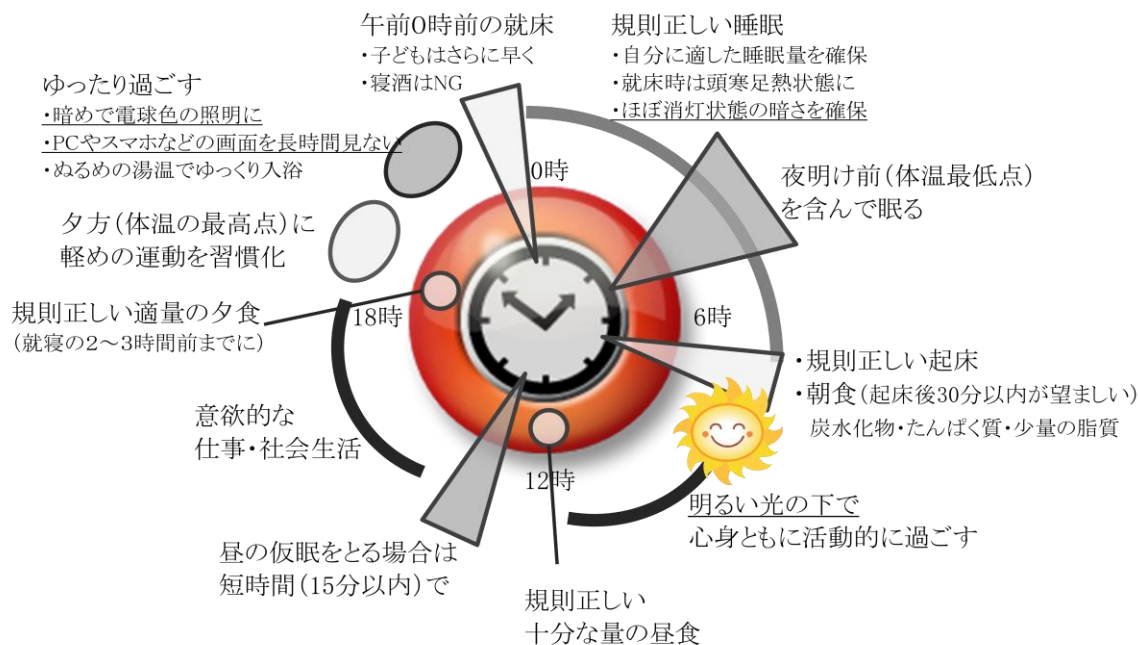 午前0時前の就床
・子どもはさらに早く
・寝酒はNG
規則正しい睡眠
・自分に適した睡眠量を確保
・就床時は頭寒足熱状態に
・ほぼ消灯状態の暗さを確保
ゆったり過ごす
・暗めで電球色の照明に
・PCやスマホなどの画面を長時間見ない
・ぬるめの湯温でゆっくり入浴
0時
夜明け前(体温最低点)
を含んで眠る
夕方(体温の最高点)に
軽めの運動を習慣化
規則正しい適量の夕食
(就寝の2～3時間前までに)
18時
6時
・規則正しい起床
・朝食(起床後30分以内が望ましい)
炭水化物・たんぱく質・少量の脂質
意欲的な
仕事・社会生活
12時
明るい光の下で
心身ともに活動的に過ごす
昼の仮眠をとる場合は
短時間(15分以内)で
規則正しい
十分な量の昼食